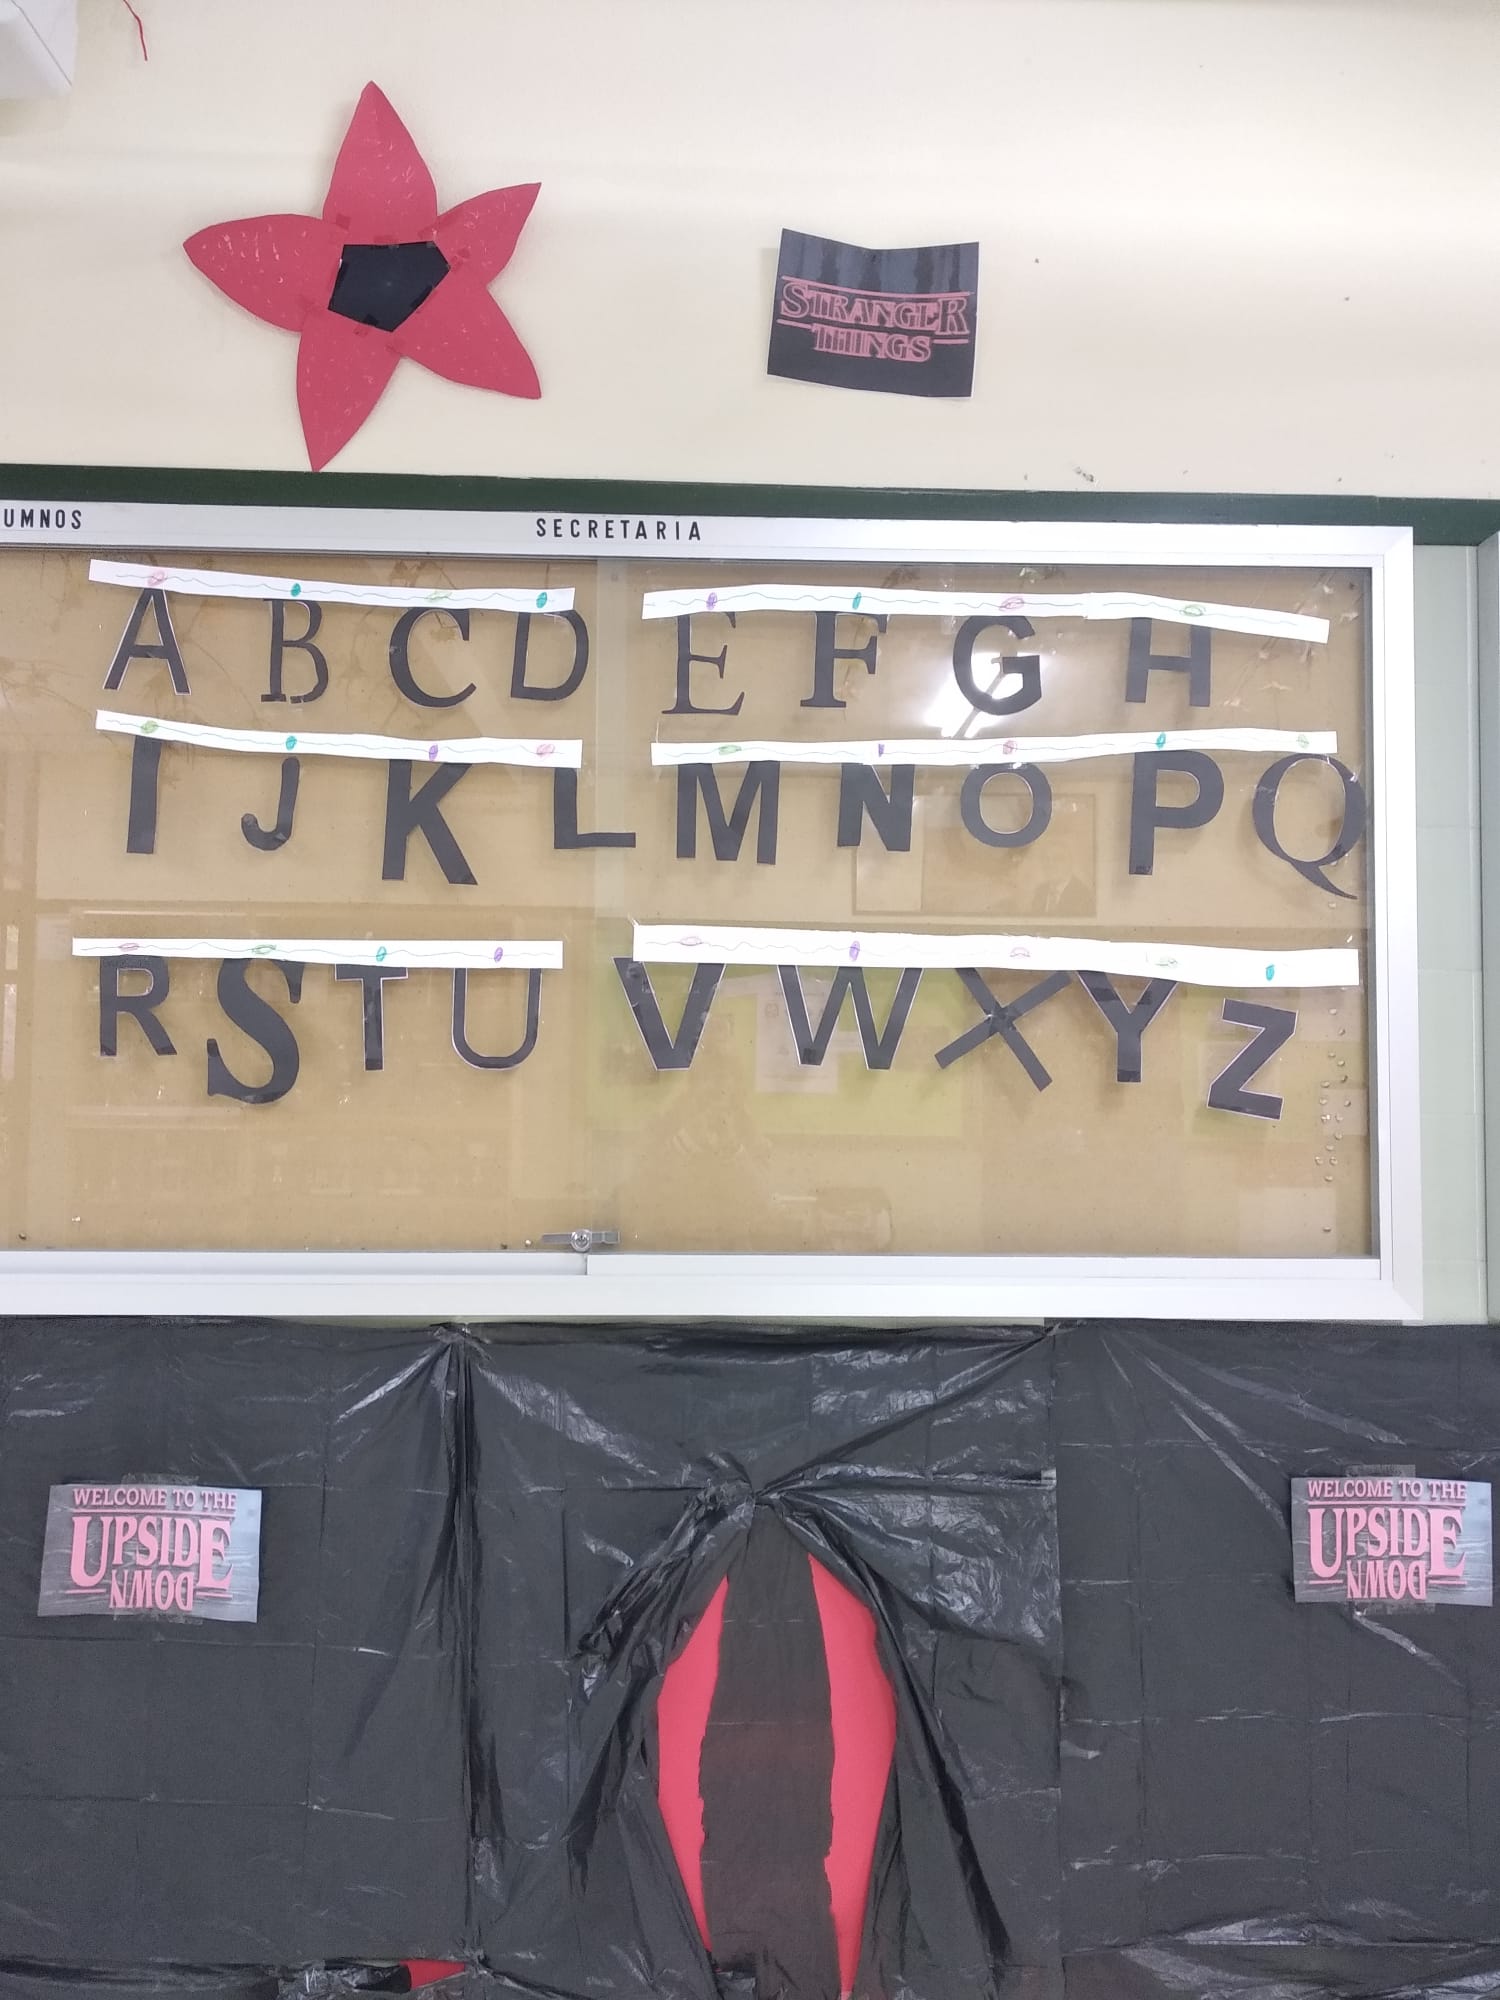 STRANGER
THINGS
UMNOS
SECRETARIA
A B C D E F G H
I J K L M N O P Q
R S T U V W X Y Z
WELCOME TO THE
UPSIDE
DOWN
WELCOME TO THE
UPSIDE
DOWN